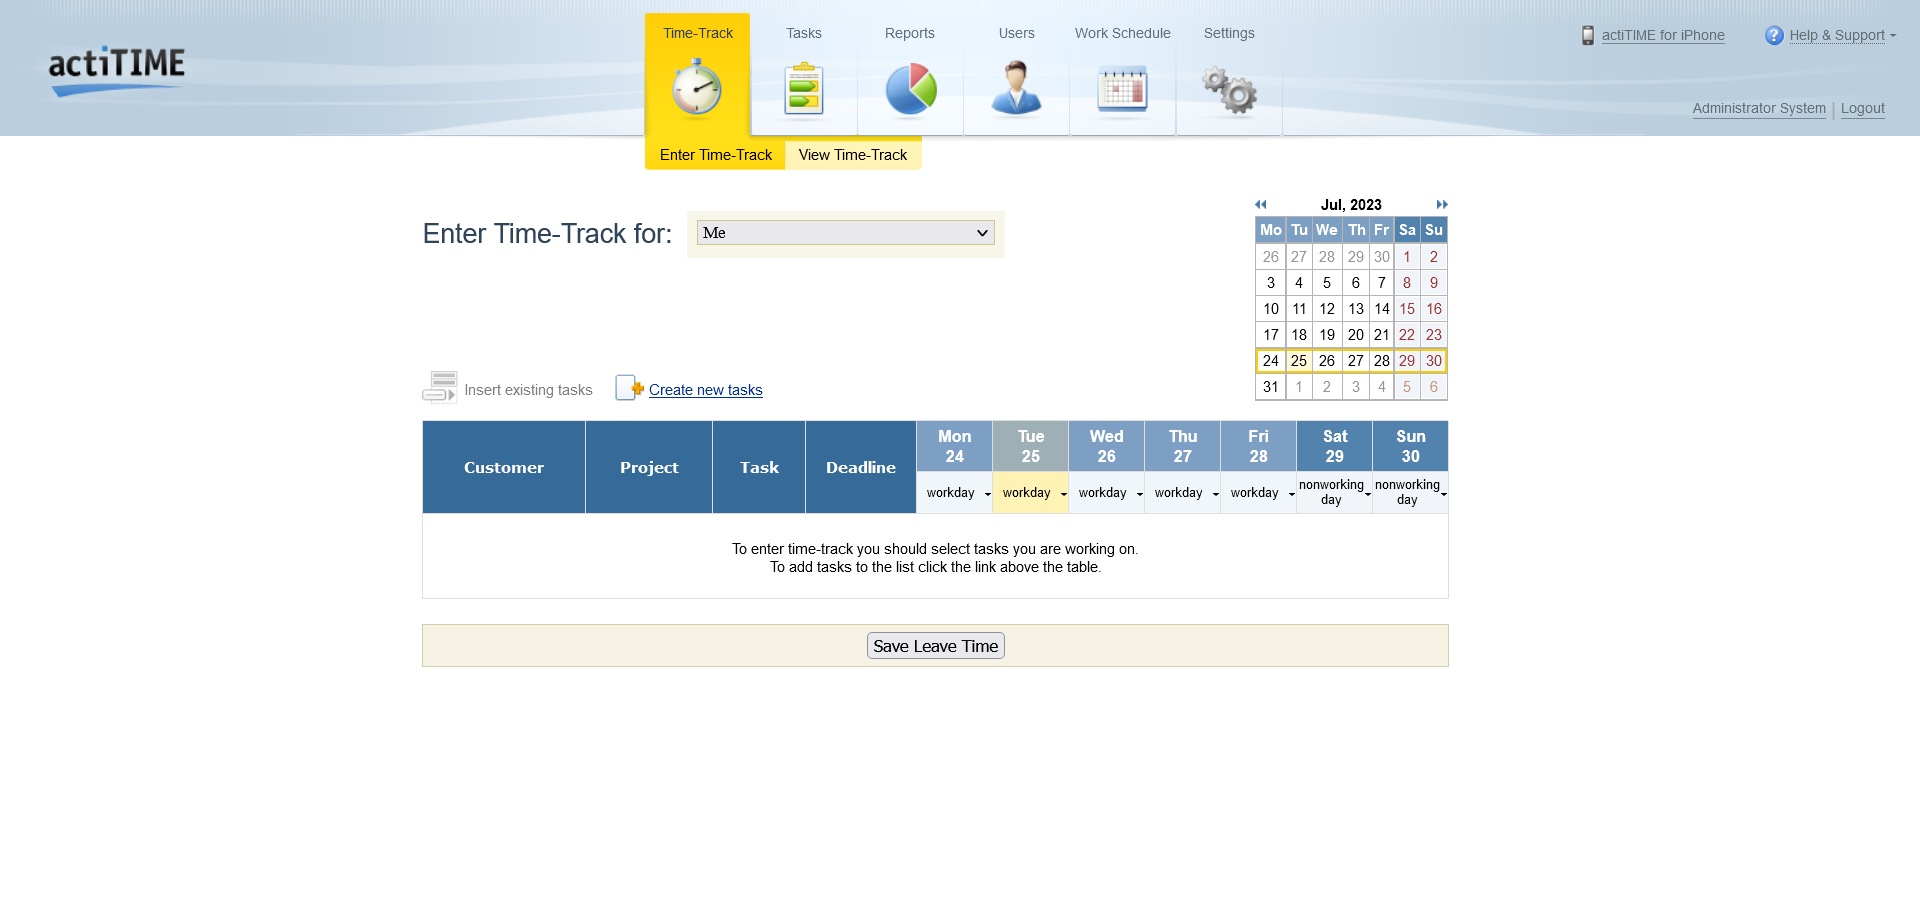 actiTIME
Time-Track
Tasks
Reports
Users
Work Schedule
Settings
actiTIME for iPhone
Help & Support
Administrator System | Logout
Enter Time-Track
View Time-Track
Enter Time-Track for:
Me
Jul, 2023
Mo Tu We Th Fr Sa Su
26 27 28 29 30 1 2
3 4 5 6 7 8 9
10 11 12 13 14 15 16
17 18 19 20 21 22 23
24 25 26 27 28 29 30
31 1 2 3 4 5 6
Insert existing tasks
Create new tasks
Customer
Project
Task
Deadline
Mon
24
Tue
25
Wed
26
Thu
27
Fri
28
Sat
29
Sun
30
workday
workday
workday
workday
workday
nonworking
day
nonworking
day
To enter time-track you should select tasks you are working on.
To add tasks to the list click the link above the table.
Save Leave Time